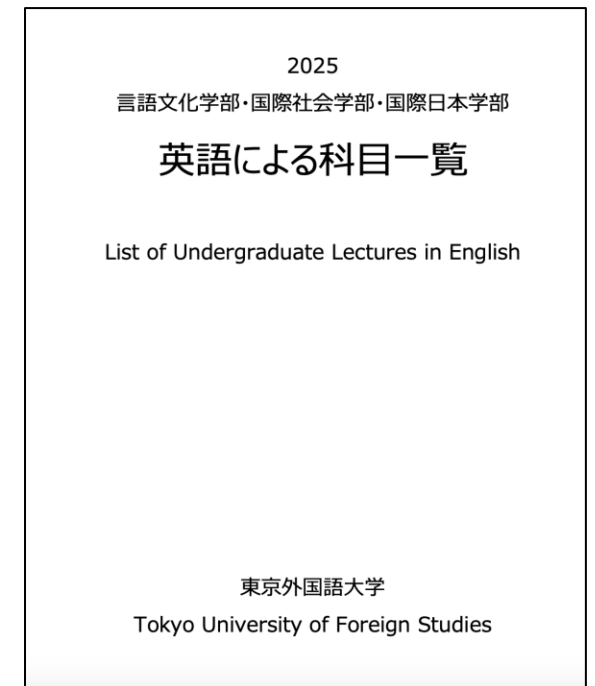 2025
言語文化学部・国際社会学部・国際日本学部
英語による科目一覧
List of Undergraduate Lectures in English
東京外国語大学
Tokyo University of Foreign Studies